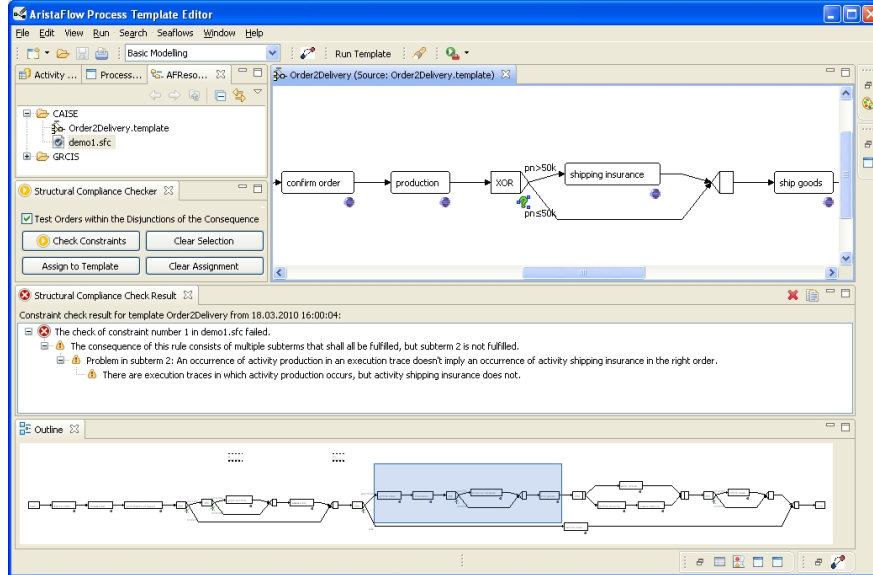 AristaFlow Process Template Editor
File Edit View Run Search Seaflows Window Help
Basic Modelling Run Template
Activity ... Process... AFReso...
Order2Delivery (Source: Order2Delivery.template)
CAISE
Order2Delivery.template
demo1.sfc
GRCIS
confirm order production XOR pn>50k shipping insurance ship goods
pn≤50k
Structural Compliance Checker
Test Orders within the Disjunctions of the Consequence
Check Constraints Clear Selection
Assign to Template Clear Assignment
Structural Compliance Check Result
Constraint check result for template Order2Delivery from 18.03.2010 16:00:04:
The check of constraint number 1 in demo1.sfc failed.
The consequence of this rule consists of multiple subterms that shall all be fulfilled, but subterm 2 is not fulfilled.
Problem in subterm 2: An occurrence of activity production in an execution trace doesn't imply an occurrence of activity shipping insurance in the right order.
There are execution traces in which activity production occurs, but activity shipping insurance does not.
Outline